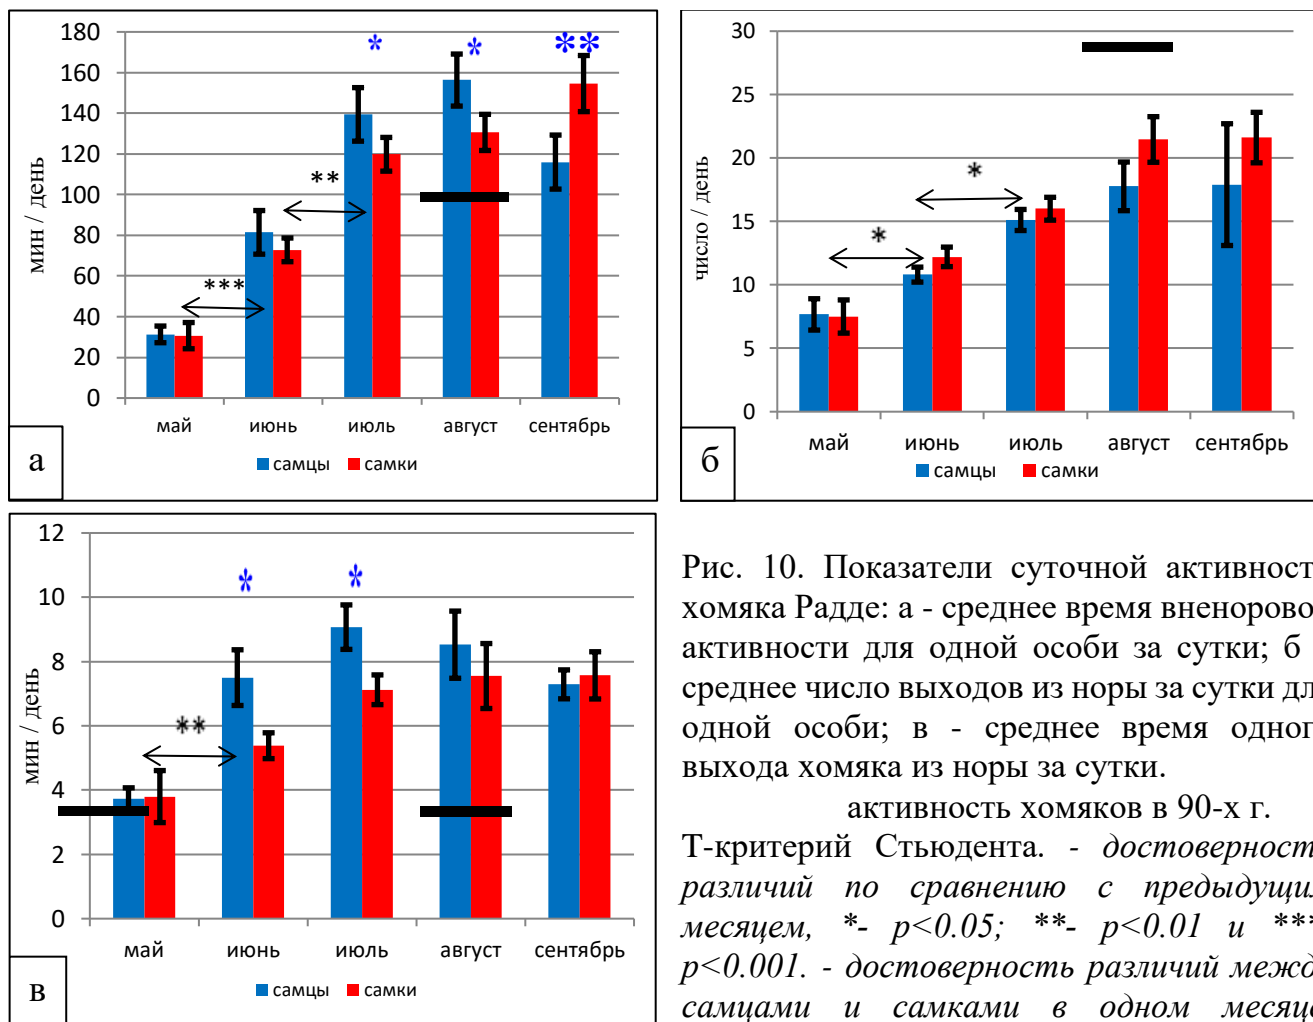 180
160
140
120
100
80
60
40
20
0
мин / день
*
*
**
**
***
май июнь июль август сентябрь
самцы самки
а
30
25
20
15
10
5
0
число / день
*
*
май июнь июль август сентябрь
самцы самки
б
12
10
8
6
4
2
0
мин / день
*
*
**
май июнь июль август сентябрь
самцы самки
в
Рис. 10. Показатели суточной активност
хомяка Радде: а - среднее время вненорово
активности для одной особи за сутки; б
среднее число выходов из норы за сутки дл
одной особи; в - среднее время одног
выхода хомяка из норы за сутки.
активность хомяков в 90-х г.
Т-критерий Стьюдента. - достоверност
различий по сравнению с предыдущи
месяцем, *- p<0.05; **- p<0.01 и ***
p<0.001. - достоверность различий межд
самцами и самками в одном месяц